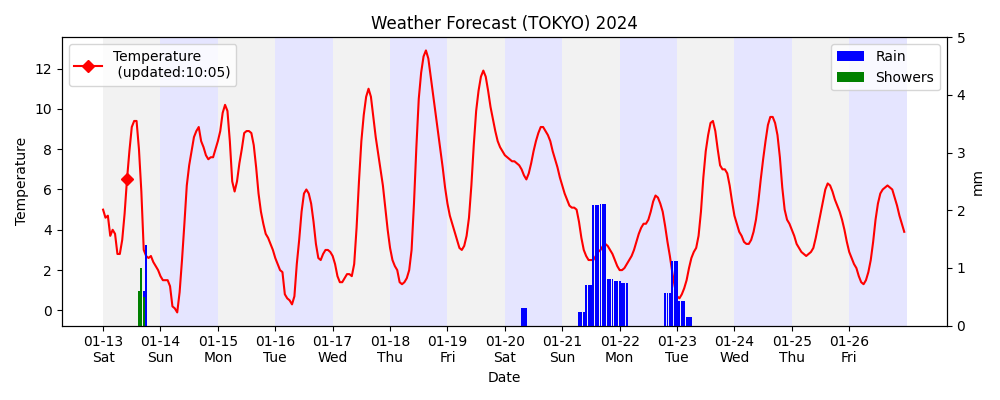 Weather Forecast (TOKYO) 2024
Temperature
(updated:10:05)
Rain
Showers
Temperature
12
10
8
6
4
2
0
5
4
3
2
1
0
mm
01-13 01-14 01-15 01-16 01-17 01-18 01-19 01-20 01-21 01-22 01-23 01-24 01-25 01-26
Sat Sun Mon Tue Wed Thu Fri Sat Sun Mon Tue Wed Thu Fri
Date